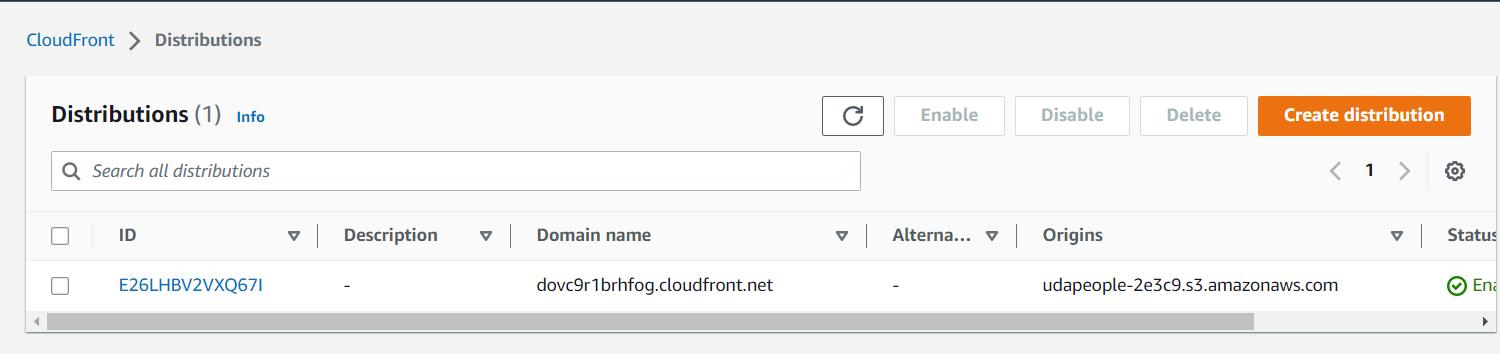 CloudFront Distributions
Distributions (1) Info
Enable Disable Delete Create distribution
Search all distributions
1
ID Description Domain name Alterna... Origins Status
E26LHBV2VXQ67I - dovc9r1brhfog.cloudfront.net - udapeople-2e3c9.s3.amazonaws.com Ena